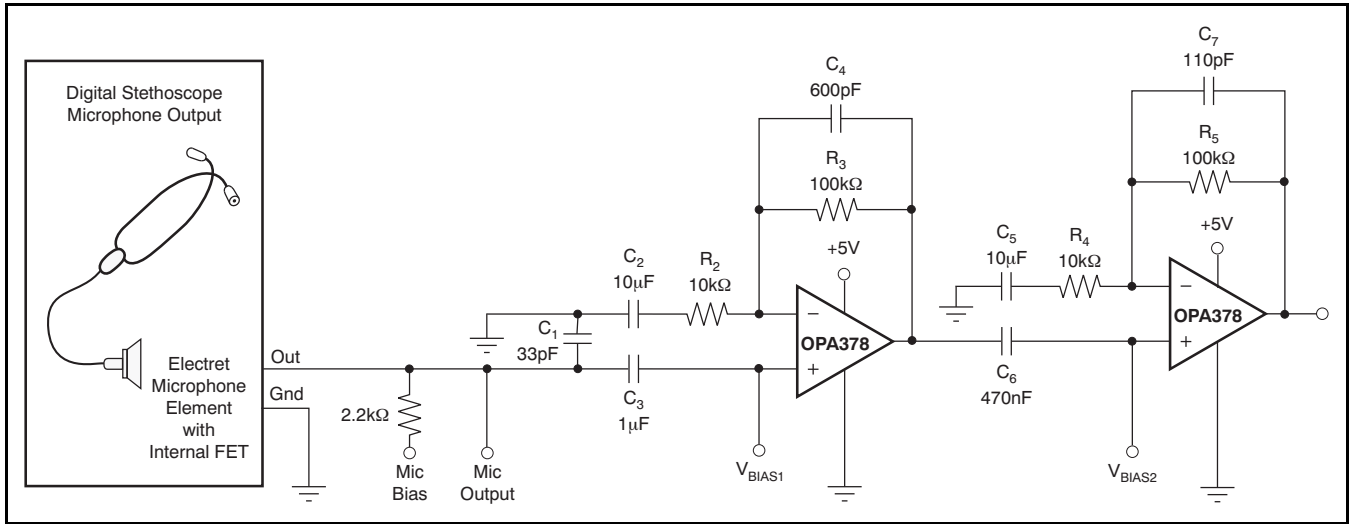 Digital Stethoscope
Microphone Output
Electret
Microphone
Element
with
Internal FET
Out
Gnd
2.2kΩ
Mic
Bias
Mic
Output
C1
33pF
C2
10μF
R2
10kΩ
C3
1μF
VBIAS1
C4
600pF
R3
100kΩ
+5V
−
OPA378
+
C5
10μF
R4
10kΩ
C6
470nF
VBIAS2
C7
110pF
R5
100kΩ
+5V
−
OPA378
+